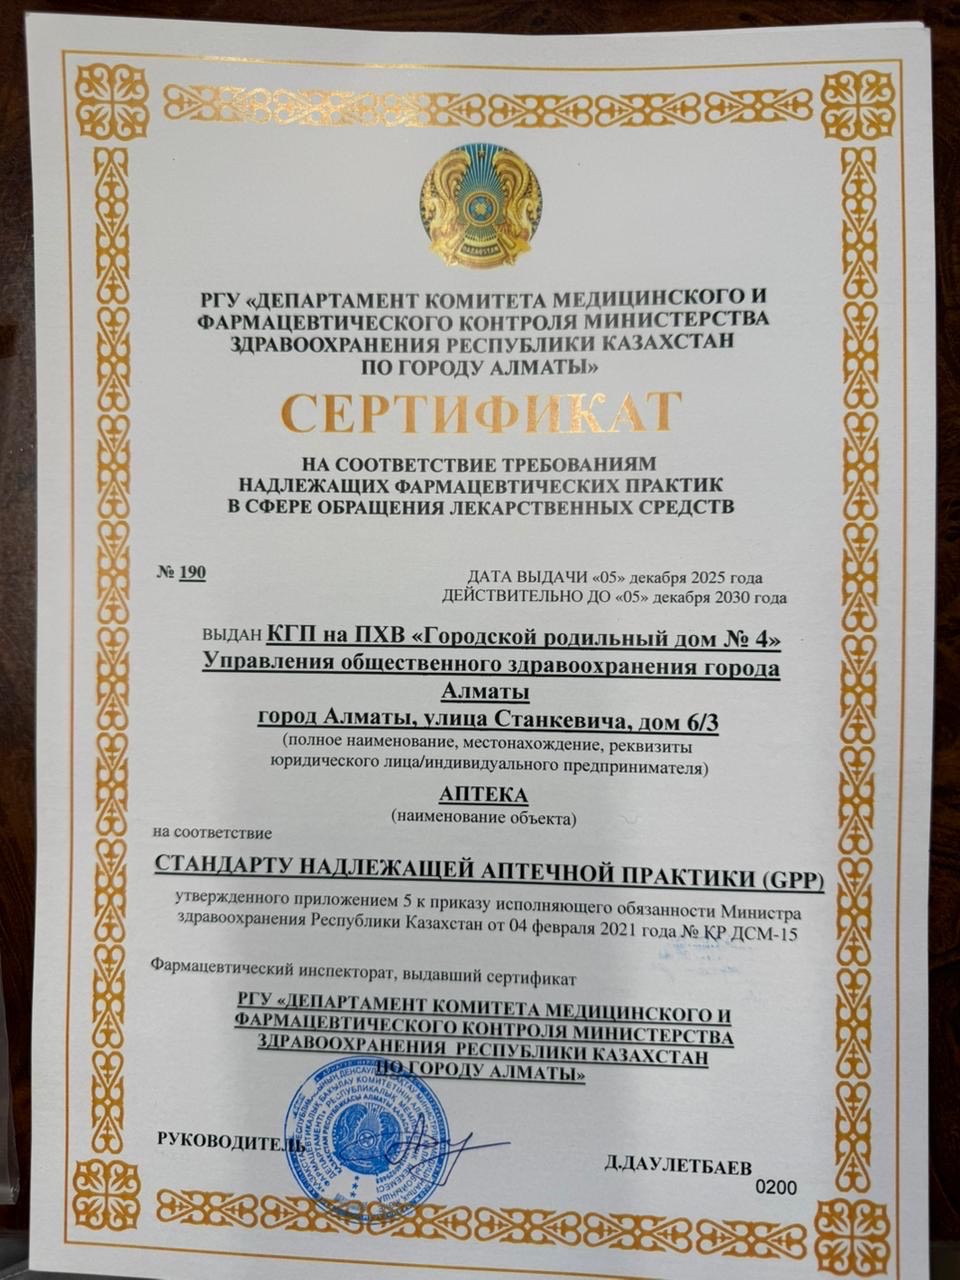 РГУ «ДЕПАРТАМЕНТ КОМИТЕТА МЕДИЦИНСКОГО И
ФАРМАЦЕВТИЧЕСКОГО КОНТРОЛЯ МИНИСТЕРСТВА
ЗДРАВООХРАНЕНИЯ РЕСПУБЛИКИ КАЗАХСТАН
ПО ГОРОДУ АЛМАТЫ»
СЕРТИФИКАТ
НА СООТВЕТСТВИЕ ТРЕБОВАНИЯМ
НАДЛЕЖАЩИХ ФАРМАЦЕВТИЧЕСКИХ ПРАКТИК
В СФЕРЕ ОБРАЩЕНИЯ ЛЕКАРСТВЕННЫХ СРЕДСТВ
№ 190
ДАТА ВЫДАЧИ «05» декабря 2025 года
ДЕЙСТВИТЕЛЬНО ДО «05» декабря 2030 года
ВЫДАН КГП на ПХВ «Городской родильный дом № 4»
Управления общественного здравоохранения города
Алматы
город Алматы, улица Станкевича, дом 6/3
(полное наименование, местонахождение, реквизиты
юридического лица/индивидуального предпринимателя)
АПТЕКА
(наименование объекта)
на соответствие
СТАНДАРТУ НАДЛЕЖАЩЕЙ АПТЕЧНОЙ ПРАКТИКИ (GPP)
утвержденного приложением 5 к приказу исполняющего обязанности Министра
здравоохранения Республики Казахстан от 04 февраля 2021 года № ҚР ДСМ-15
Фармацевтический инспекторат, выдавший сертификат
РГУ «ДЕПАРТАМЕНТ КОМИТЕТА МЕДИЦИНСКОГО И
ФАРМАЦЕВТИЧЕСКОГО КОНТРОЛЯ МИНИСТЕРСТВА
ЗДРАВООХРАНЕНИЯ РЕСПУБЛИКИ КАЗАХСТАН
ПО ГОРОДУ АЛМАТЫ»
РУКОВОДИТЕЛЬ
Д.ДАУЛЕТБАЕВ
0200